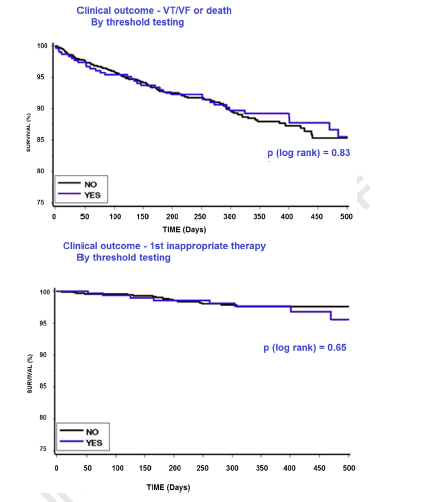 Clinical outcome - VT/VF or death
By threshold testing
100
95
90
85
80
75
SURVIVAL (%)
p (log rank) = 0.83
NO
YES
0 50 100 150 200 250 300 350 400 450 500
TIME (Days)
Clinical outcome - 1st inappropriate therapy
By threshold testing
100
95
85
80
75
SURVIVAL (%)
p (log rank) = 0.65
NO
YES
0 50 100 150 200 250 300 350 400 450 500
TIME (Days)